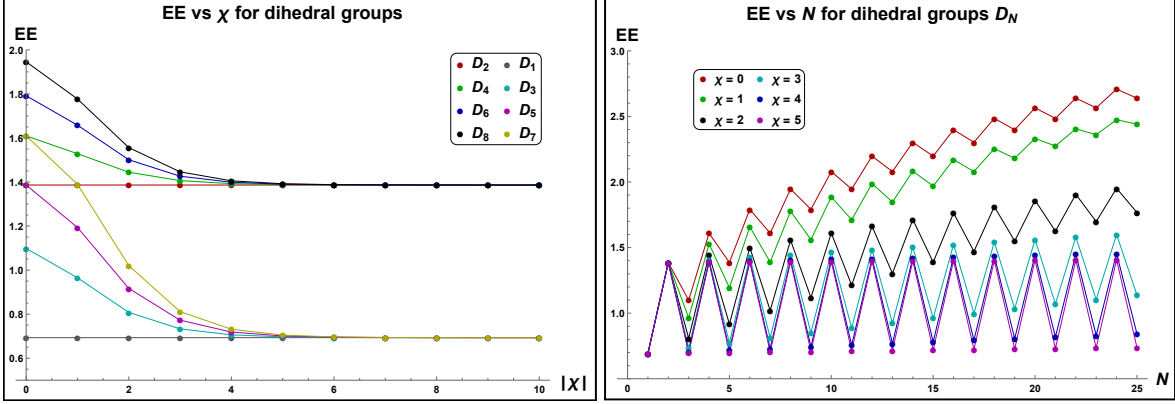 EE vs χ for dihedral groups
EE
2.0
1.8
1.6
1.4
1.2
1.0
0.8
0.6
D2 D1
D4 D3
D6 D5
D8 D7
0 2 4 6 8 10
|χ|
EE vs N for dihedral groups DN
EE
3.0
2.5
2.0
1.5
1.0
χ = 0 χ = 3
χ = 1 χ = 4
χ = 2 χ = 5
0 5 10 15 20 25
N